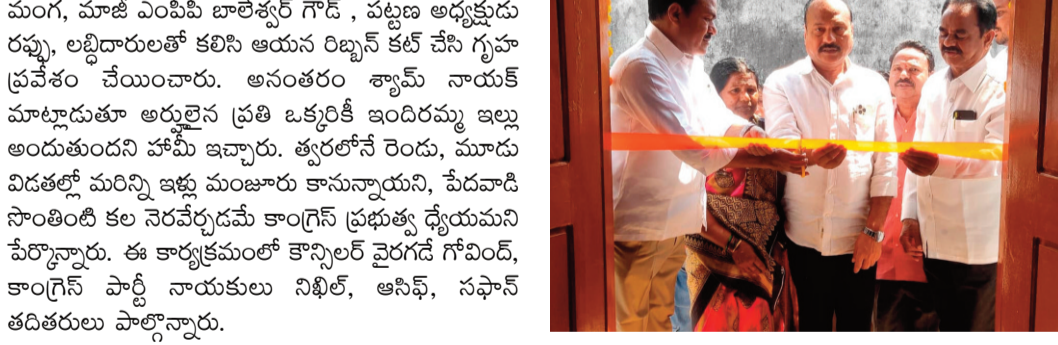 మంగ, మాజీ ఎంపిపి బాలేశ్వర్ గౌడ్ , పట్టణ అధ్యక్షుడు
రఫ్ఫు, లబ్ధిదారులతో కలిసి ఆయన రిబ్బన్ కట్ చేసి గృహ
ప్రవేశం చేయించారు. అనంతరం శ్యామ్ నాయక్
మాట్లాడుతూ అర్హులైన ప్రతి ఒక్కరికీ ఇందిరమ్మ ఇల్లు
అందుతుందని హామీ ఇచ్చారు. త్వరలోనే రెండు, మూడు
విడతల్లో మరిన్ని ఇళ్లు మంజూరు కానున్నాయని, పేదవాడి
సొంతింటి కల నెరవేర్చడమే కాంగ్రెస్ ప్రభుత్వ ధ్యేయమని
పేర్కొన్నారు. ఈ కార్యక్రమంలో కౌన్సిలర్ వైరగడే గోవింద్,
కాంగ్రెస్ పార్టీ నాయకులు నిఖిల్, ఆసిఫ్, సఫాన్
తదితరులు పాల్గొన్నారు.